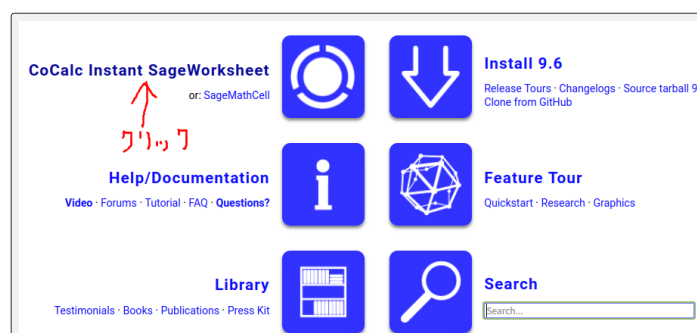 CoCalc Instant SageWorksheet
or: SageMathCell
クリック
Install 9.6
Release Tours · Changelogs · Source tarball 9
Clone from GitHub
Help/Documentation
Video · Forums · Tutorial · FAQ · Questions?
Feature Tour
Quickstart · Research · Graphics
Library
Testimonials · Books · Publications · Press Kit
Search
Search...